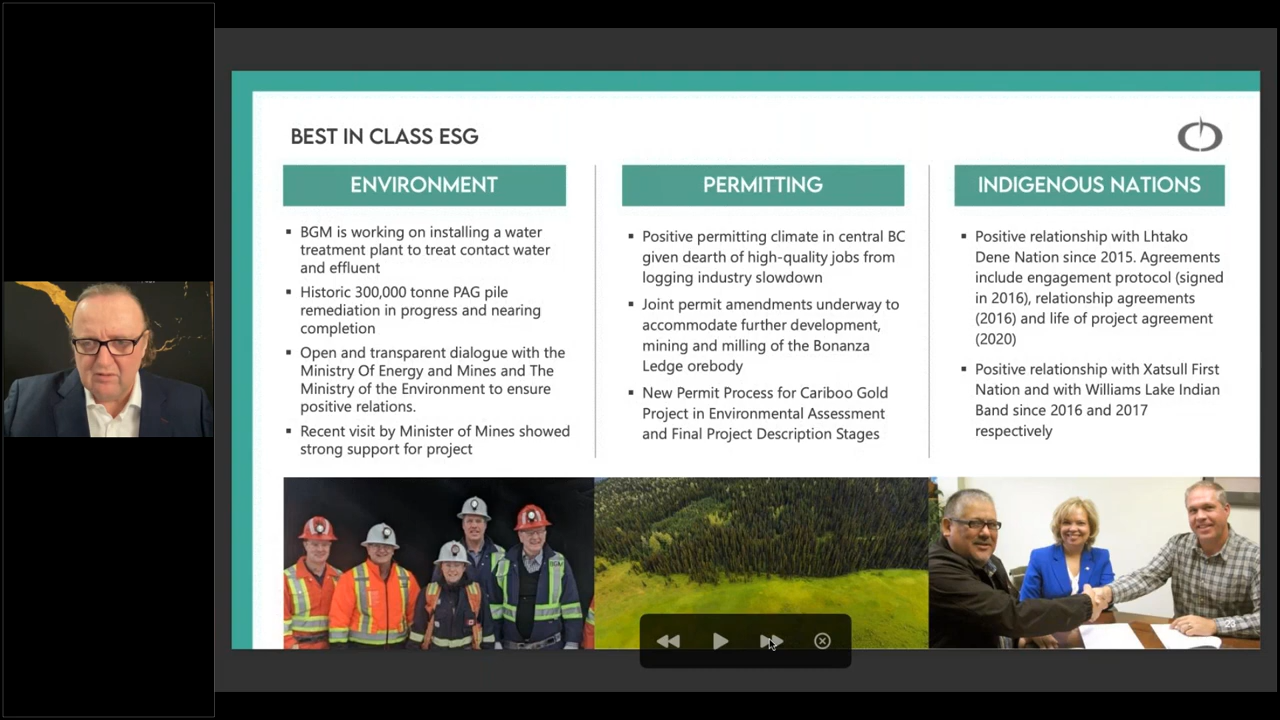 BEST IN CLASS ESG
ENVIRONMENT
BGM is working on installing a water
treatment plant to treat contact water
and effluent
Historic 300,000 tonne PAG pile
remediation in progress and nearing
completion
Open and transparent dialogue with the
Ministry Of Energy and Mines and The
Ministry of the Environment to ensure
positive relations.
Recent visit by Minister of Mines showed
strong support for project
PERMITTING
Positive permitting climate in central BC
given dearth of high-quality jobs from
logging industry slowdown
Joint permit amendments underway to
accommodate further development,
mining and milling of the Bonanza
Ledge orebody
New Permit Process for Cariboo Gold
Project in Environmental Assessment
and Final Project Description Stages
INDIGENOUS NATIONS
Positive relationship with Lhtako
Dene Nation since 2015. Agreements
include engagement protocol (signed
in 2016), relationship agreements
(2016) and life of project agreement
(2020)
Positive relationship with Xatsull First
Nation and with Williams Lake Indian
Band since 2016 and 2017
respectively
BGM
23